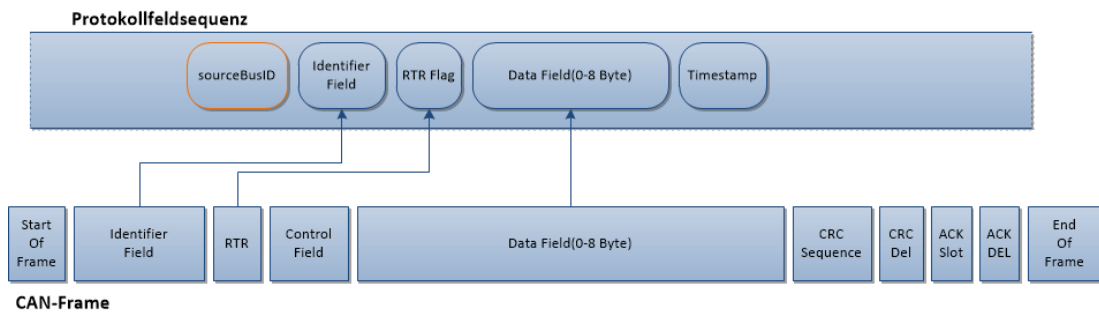 Protokollfeldsequenz
sourceBusID
Identifier
Field
RTR Flag
Data Field(0-8 Byte)
Timestamp
Start
Of
Frame
Identifier
Field
RTR
Control
Field
Data Field(0-8 Byte)
CRC
Sequence
CRC
Del
ACK
Slot
ACK
DEL
End
Of
Frame
CAN-Frame